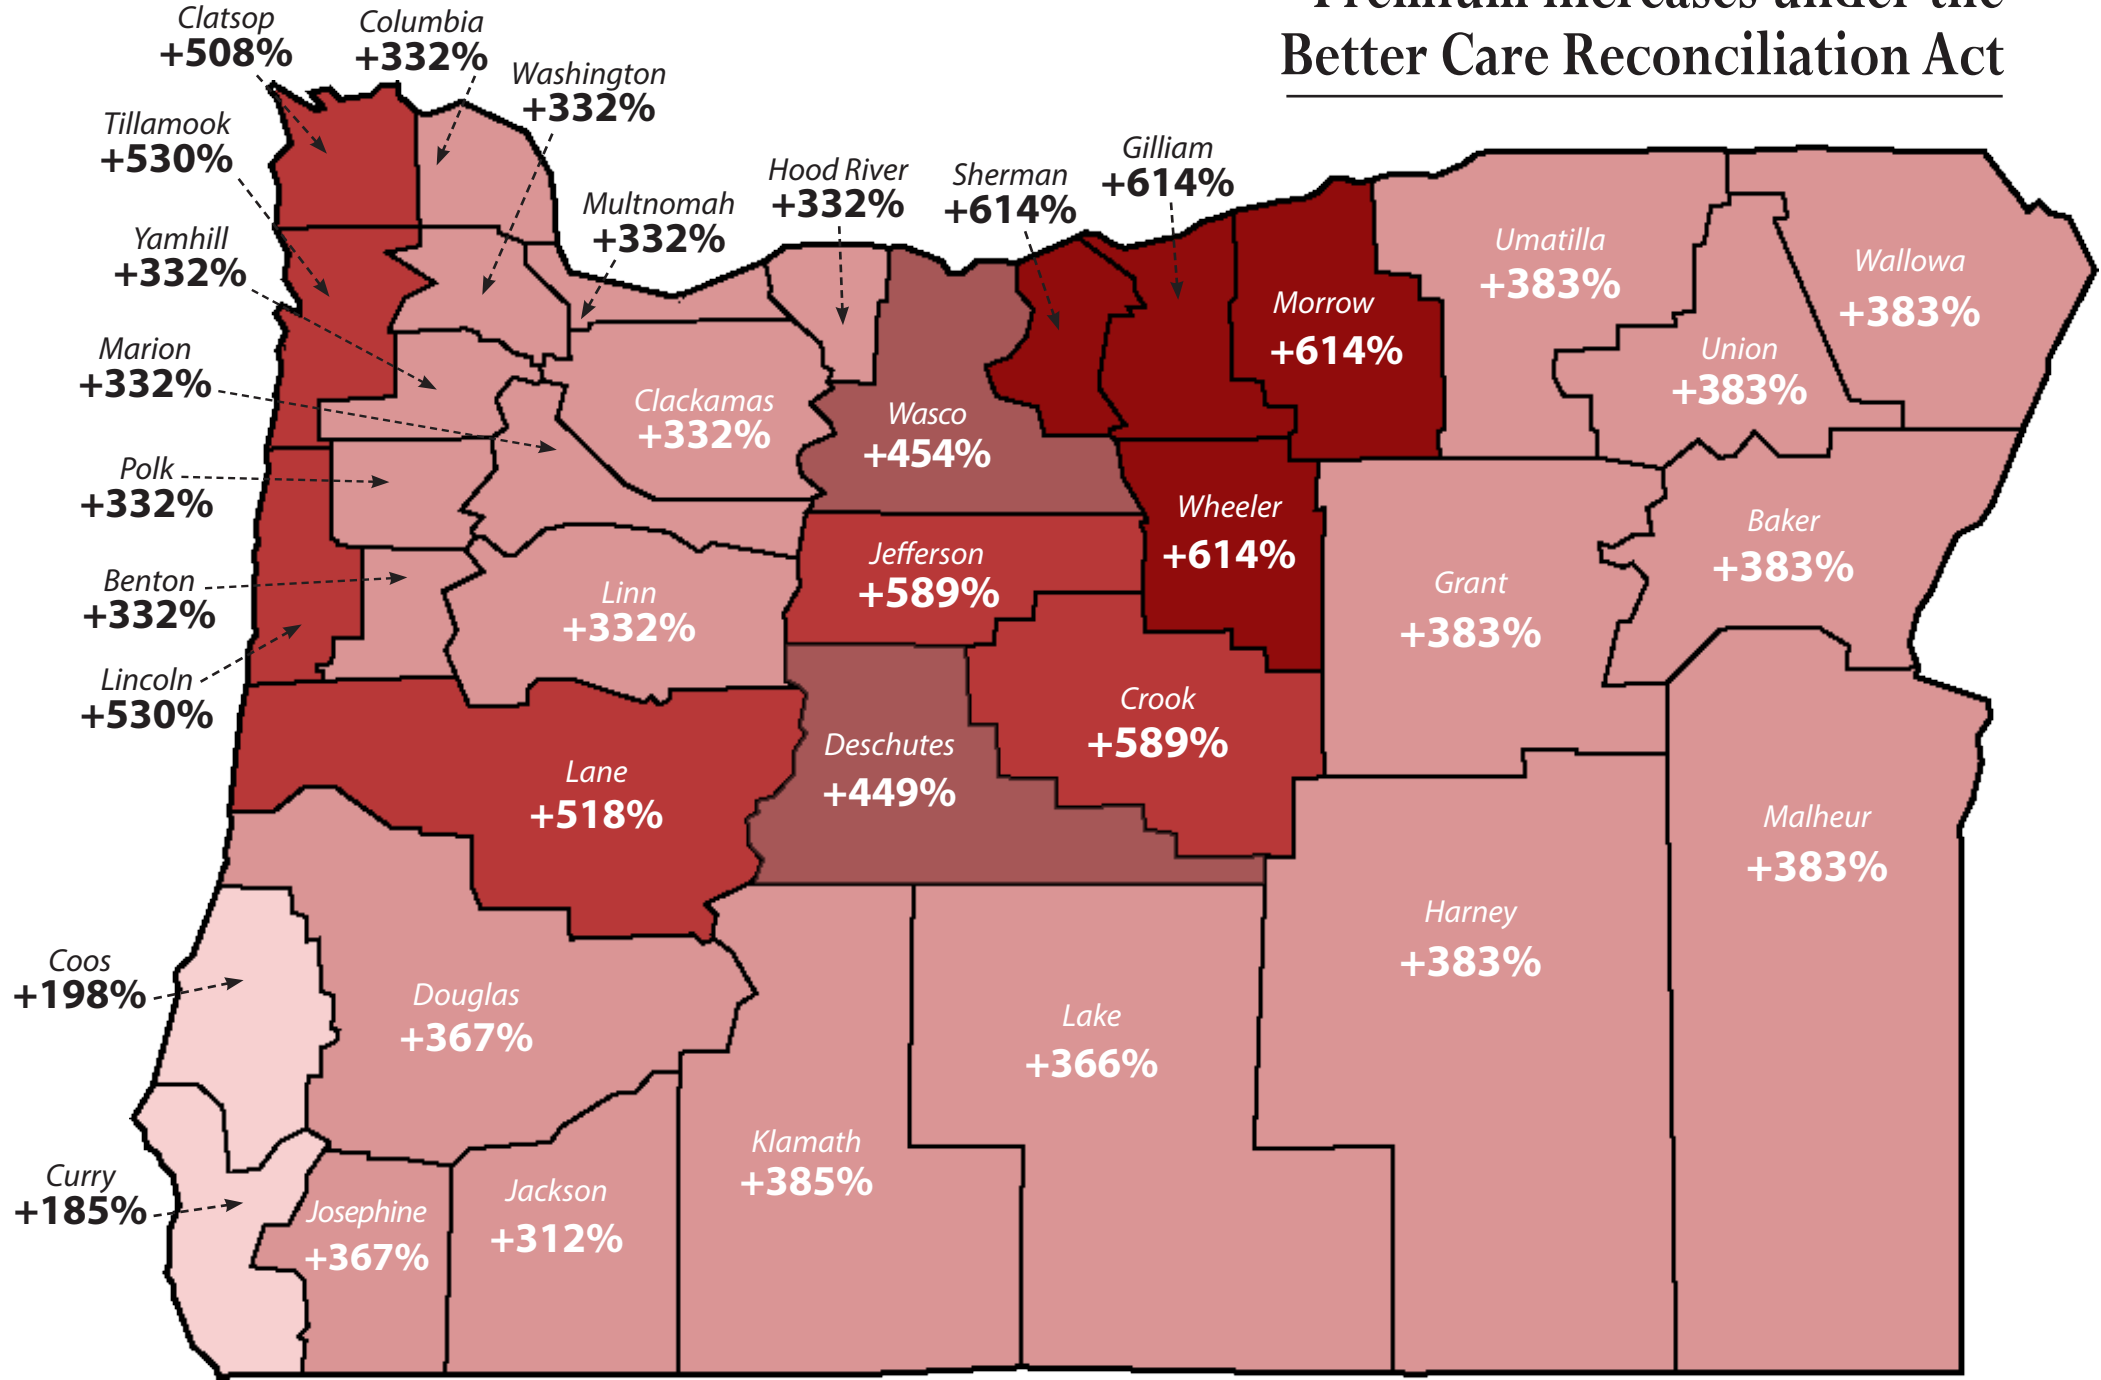 Premium increases under the
Better Care Reconciliation Act
Clatsop
+508%
Columbia
+332%
Washington
+332%
Tillamook
+530%
Yamhill
+332%
Multnomah
+332%
Hood River
+332%
Sherman
+614%
Gilliam
+614%
Morrow
+614%
Umatilla
+383%
Wallowa
+383%
Union
+383%
Marion
+332%
Clackamas
+332%
Wasco
+454%
Polk
+332%
Wheeler
+614%
Baker
+383%
Jefferson
+589%
Grant
+383%
Benton
+332%
Linn
+332%
Lincoln
+530%
Crook
+589%
Deschutes
+449%
Lane
+518%
Malheur
+383%
Harney
+383%
Coos
+198%
Douglas
+367%
Lake
+366%
Klamath
+385%
Curry
+185%
Josephine
+367%
Jackson
+312%